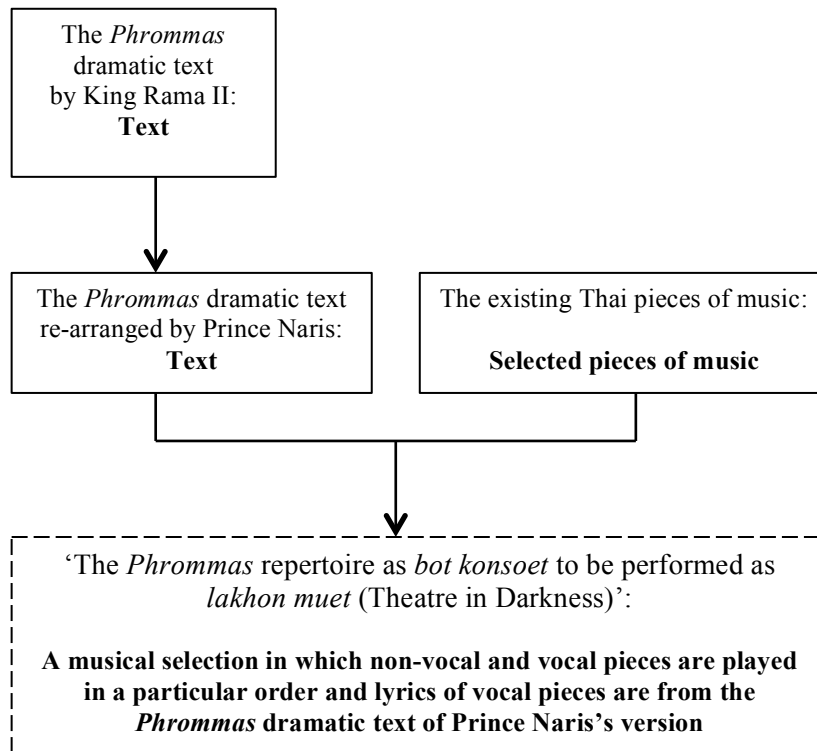 The Phrommas
dramatic text
by King Rama II:
Text
The Phrommas dramatic text
re-arranged by Prince Naris:
Text
The existing Thai pieces of music:
Selected pieces of music
‘The Phrommas repertoire as bot konsoet to be performed as
lakhon muet (Theatre in Darkness)’:
A musical selection in which non-vocal and vocal pieces are played
in a particular order and lyrics of vocal pieces are from the
Phrommas dramatic text of Prince Naris’s version